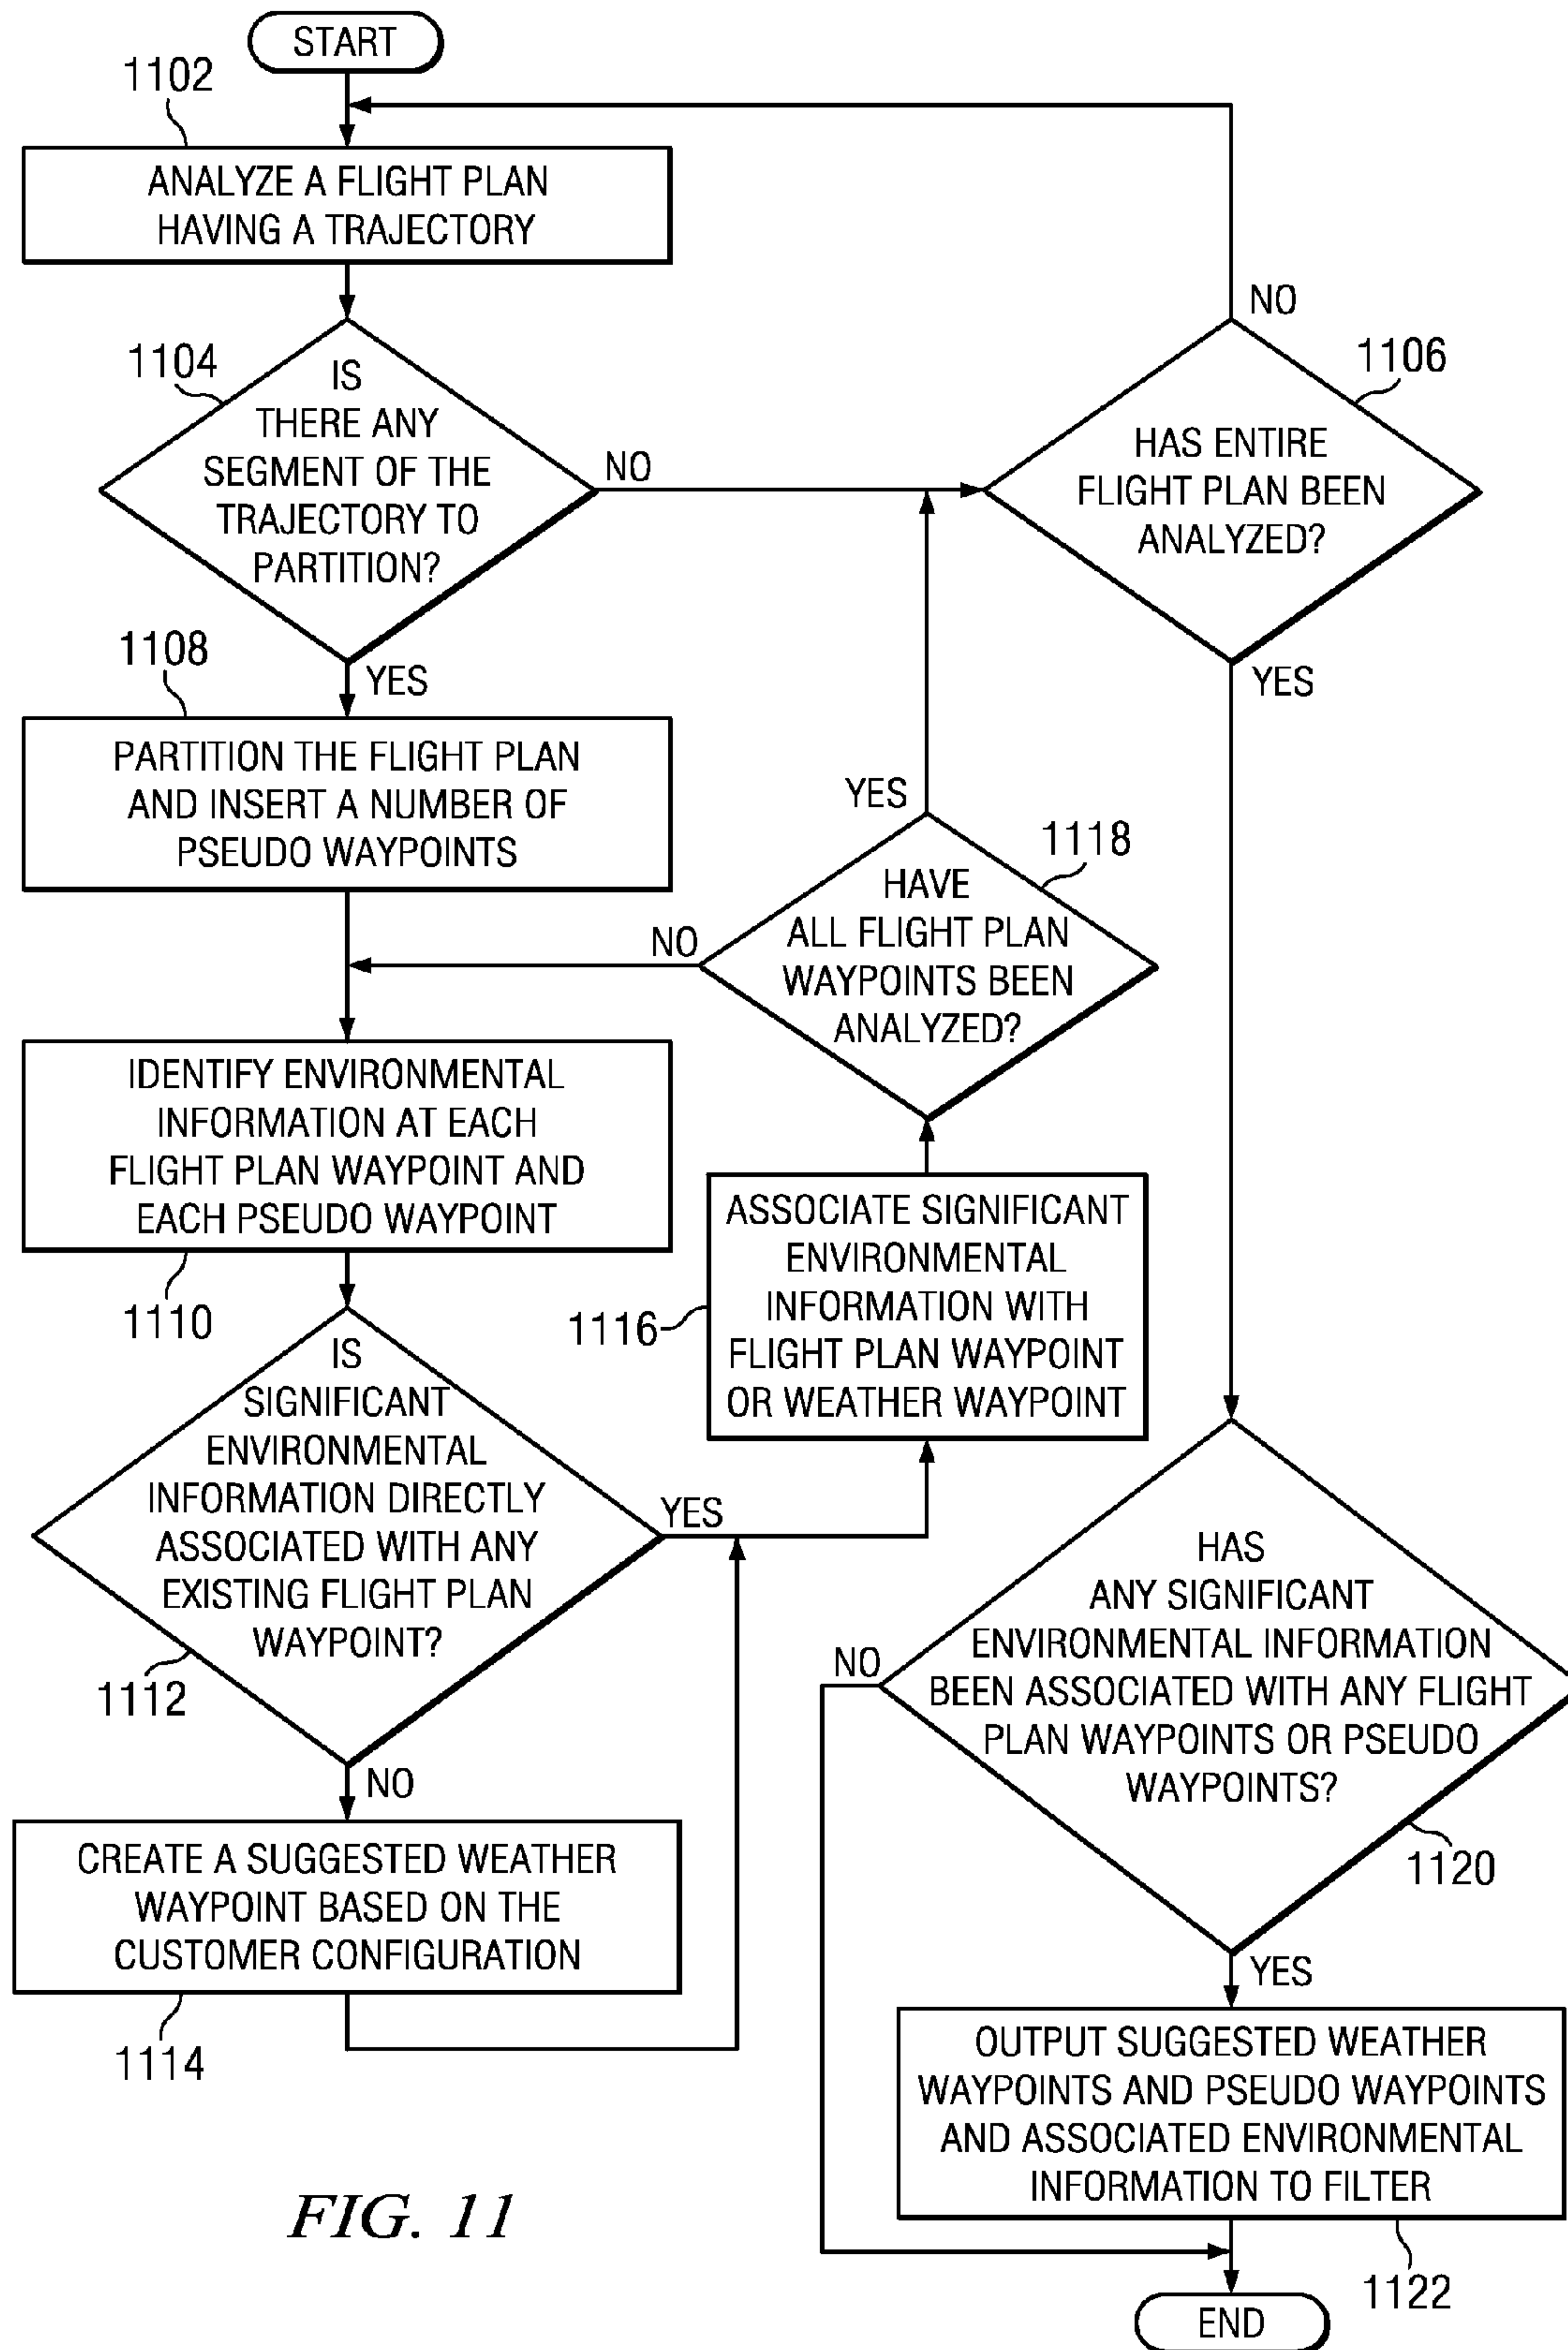 START
1102
ANALYZE A FLIGHT PLAN
HAVING A TRAJECTORY
1104
IS
THERE ANY
SEGMENT OF THE
TRAJECTORY TO
PARTITION?
NO
YES
NO
1106
HAS ENTIRE
FLIGHT PLAN BEEN
ANALYZED?
YES
1108
PARTITION THE FLIGHT PLAN
AND INSERT A NUMBER OF
PSEUDO WAYPOINTS
YES
1118
HAVE
ALL FLIGHT PLAN
WAYPOINTS BEEN
ANALYZED?
NO
IDENTIFY ENVIRONMENTAL
INFORMATION AT EACH
FLIGHT PLAN WAYPOINT AND
EACH PSEUDO WAYPOINT
1110
ASSOCIATE SIGNIFICANT
ENVIRONMENTAL
INFORMATION WITH
FLIGHT PLAN WAYPOINT
OR WEATHER WAYPOINT
1116
IS
SIGNIFICANT
ENVIRONMENTAL
INFORMATION DIRECTLY
ASSOCIATED WITH ANY
EXISTING FLIGHT PLAN
WAYPOINT?
YES
1112
NO
CREATE A SUGGESTED WEATHER
WAYPOINT BASED ON THE
CUSTOMER CONFIGURATION
1114
HAS
ANY SIGNIFICANT
ENVIRONMENTAL INFORMATION
BEEN ASSOCIATED WITH ANY FLIGHT
PLAN WAYPOINTS OR PSEUDO
WAYPOINTS?
NO
1120
YES
OUTPUT SUGGESTED WEATHER
WAYPOINTS AND PSEUDO WAYPOINTS
AND ASSOCIATED ENVIRONMENTAL
INFORMATION TO FILTER
1122
END
FIG. 11